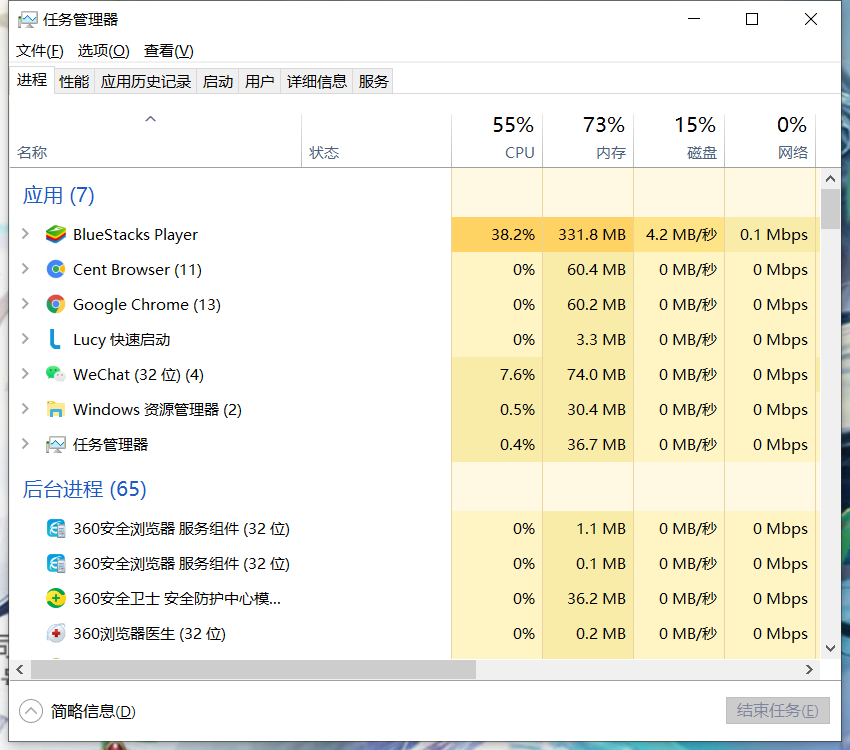 任务管理器
文件(F) 选项(O) 查看(V)
进程 性能 应用历史记录 启动 用户 详细信息 服务
55% 73% 15% 0%
名称 状态 CPU 内存 磁盘 网络
应用 (7)
BlueStacks Player 38.2% 331.8 MB 4.2 MB/秒 0.1 Mbps
Cent Browser (11) 0% 60.4 MB 0 MB/秒 0 Mbps
Google Chrome (13) 0% 60.2 MB 0 MB/秒 0 Mbps
Lucy 快速启动 0% 3.3 MB 0 MB/秒 0 Mbps
WeChat (32 位) (4) 7.6% 74.0 MB 0 MB/秒 0 Mbps
Windows 资源管理器 (2) 0.5% 30.4 MB 0 MB/秒 0 Mbps
任务管理器 0.4% 36.7 MB 0 MB/秒 0 Mbps
后台进程 (65)
360安全浏览器 服务组件 (32 位) 0% 1.1 MB 0 MB/秒 0 Mbps
360安全浏览器 服务组件 (32 位) 0% 0.1 MB 0 MB/秒 0 Mbps
360安全卫士 安全防护中心模... 0% 36.2 MB 0 MB/秒 0 Mbps
360浏览器医生 (32 位) 0% 0.2 MB 0 MB/秒 0 Mbps
简略信息(D) 结束任务(E)